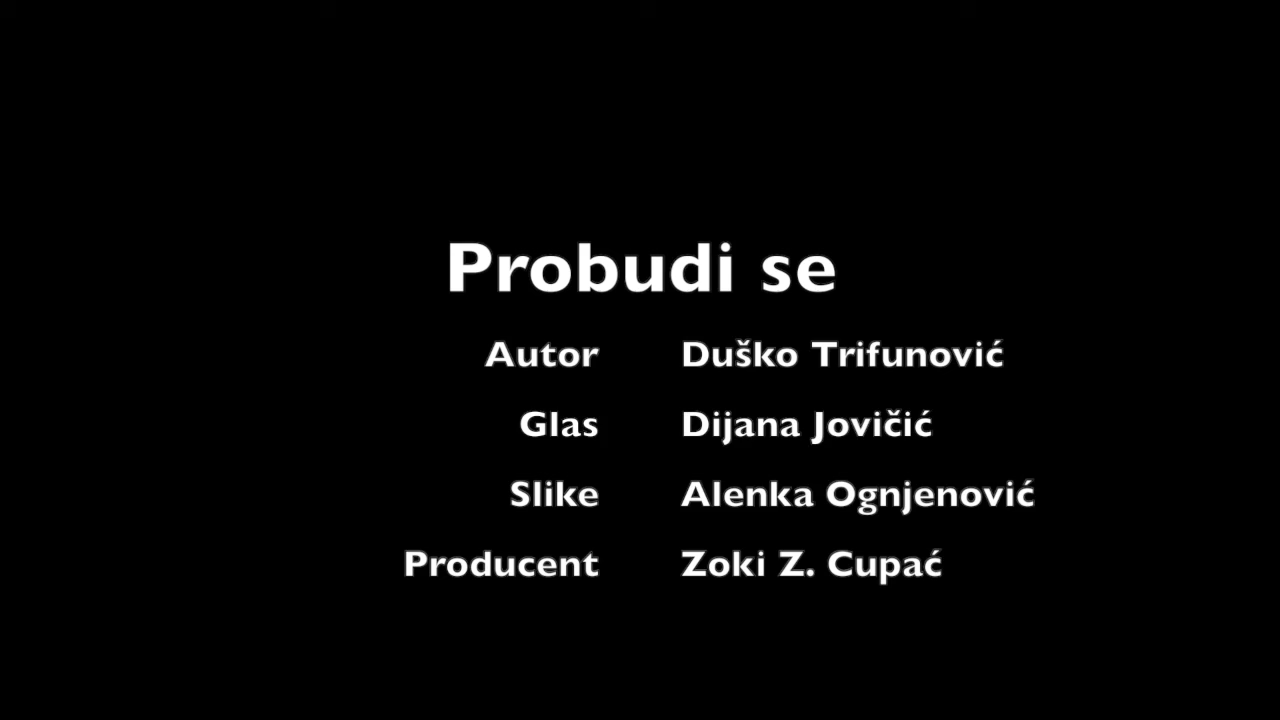 Probudi se
Autor Duško Trifunović
Glas Dijana Jovičić
Slike Alenka Ognjenović
Producent Zoki Z. Cupać